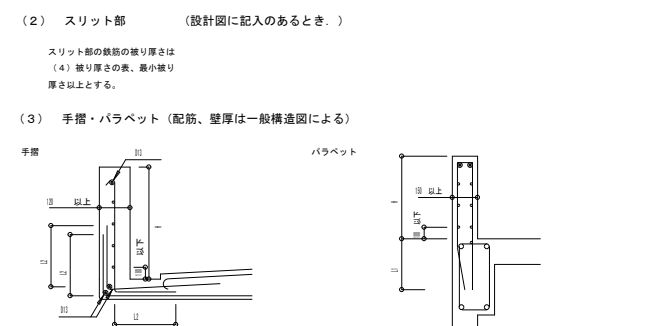 （２） スリット部 （設計図に記入のあるとき．）
スリット部の鉄筋の被り厚さは
（４）被り厚さの表、最小被り
厚さ以上とする。
（３） 手摺・パラペット（配筋、壁厚は一般構造図による）
手摺
パラペット
D13
120 以上
150 以上
以下
以下
L2
L2
L1
D13
L2